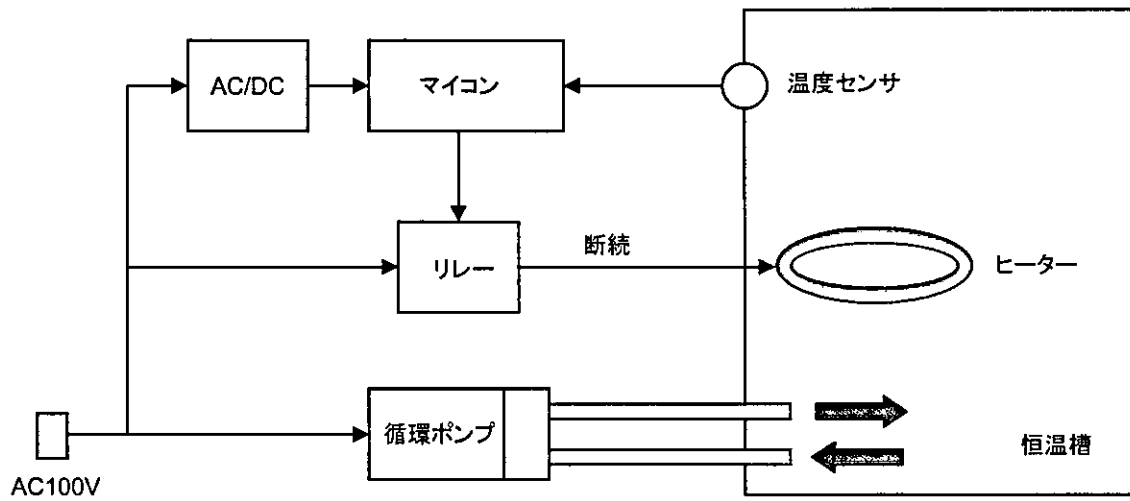 AC/DC
マイコン
温度センサ
リレー
断続
ヒーター
循環ポンプ
恒温槽
AC100V